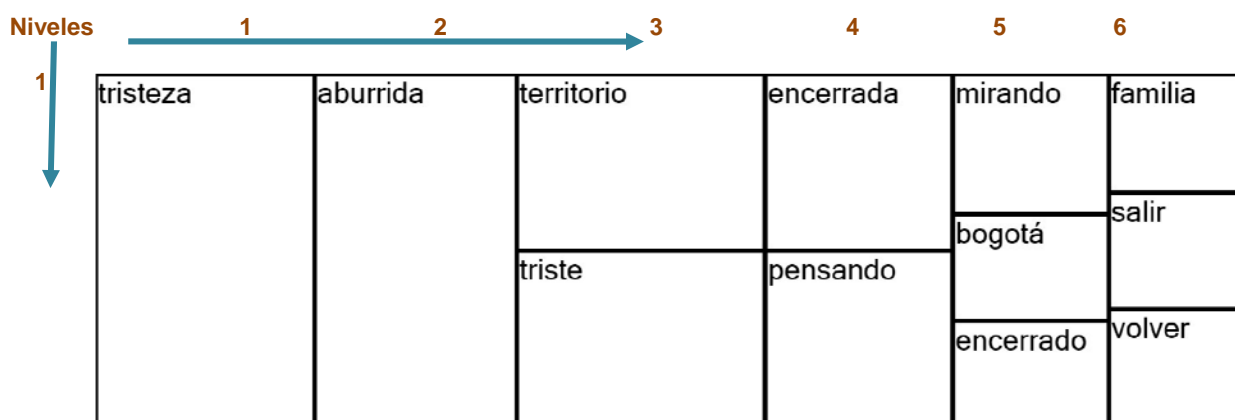 Niveles 1 2 3 4 5 6
1
tristeza aburrida territorio encerrada mirando familia
salir
bogotá
triste pensando
volver
encerrado